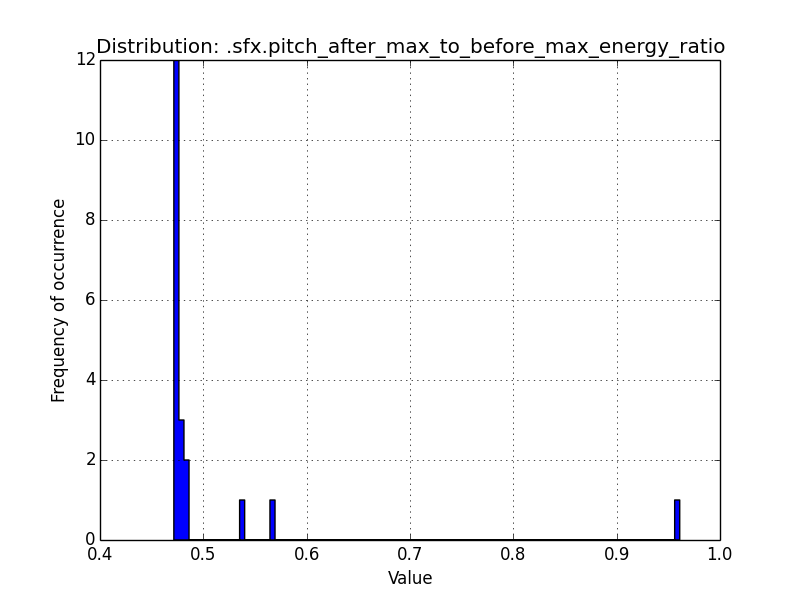 Distribution: .sfx.pitch_after_max_to_before_max_energy_ratio
12
10
8
6
4
2
0
Frequency of occurrence
0.4 0.5 0.6 0.7 0.8 0.9 1.0
Value